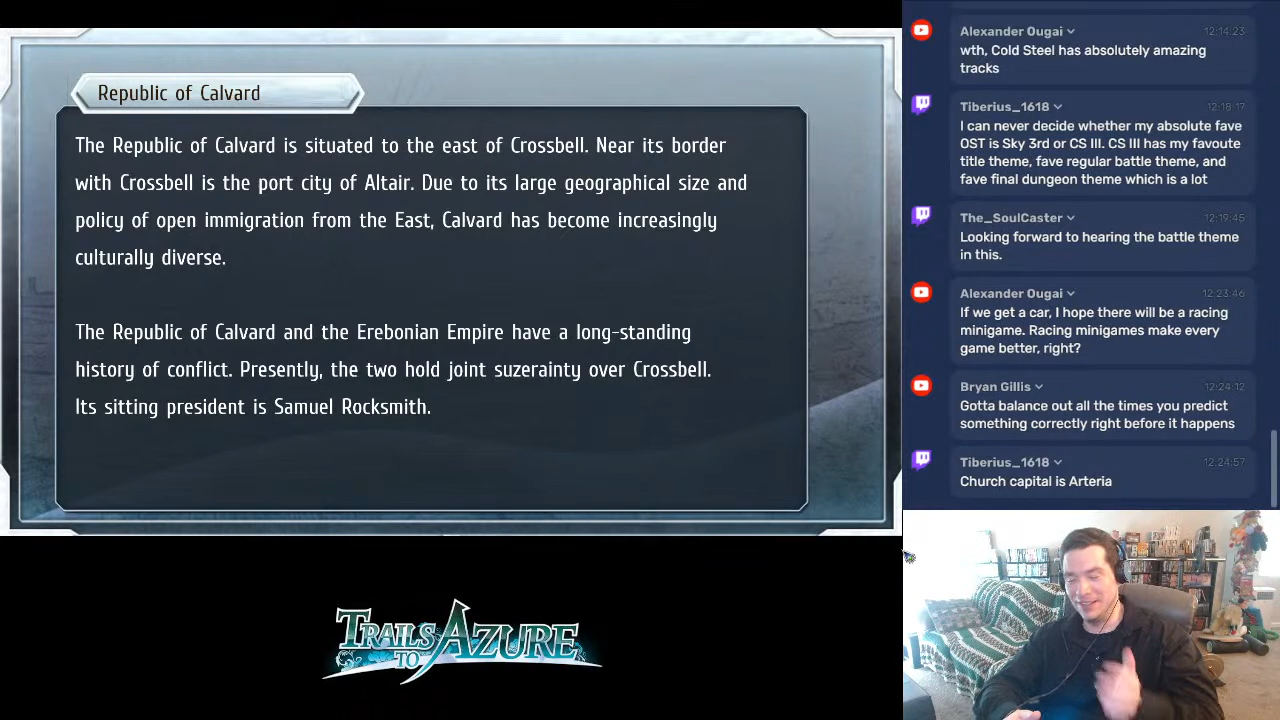 Republic of Calvard
The Republic of Calvard is situated to the east of Crossbell. Near its border
with Crossbell is the port city of Altair. Due to its large geographical size and
policy of open immigration from the East, Calvard has become increasingly
culturally diverse.
The Republic of Calvard and the Erebonian Empire have a long-standing
history of conflict. Presently, the two hold joint suzerainty over Crossbell.
Its sitting president is Samuel Rocksmith.
TRAILS
TO AZURE
Alexander Ougai 12:14:23
wth, Cold Steel has absolutely amazing
tracks
Tiberius_1618 12:18:17
I can never decide whether my absolute fave
OST is Sky 3rd or CS III. CS III has my favoute
title theme, fave regular battle theme, and
fave final dungeon theme which is a lot
The_SoulCaster 12:19:45
Looking forward to hearing the battle theme
in this.
Alexander Ougai 12:23:46
If we get a car, I hope there will be a racing
minigame. Racing minigames make every
game better, right?
Bryan Gillis 12:24:12
Gotta balance out all the times you predict
something correctly right before it happens
Tiberius_1618 12:24:57
Church capital is Arteria